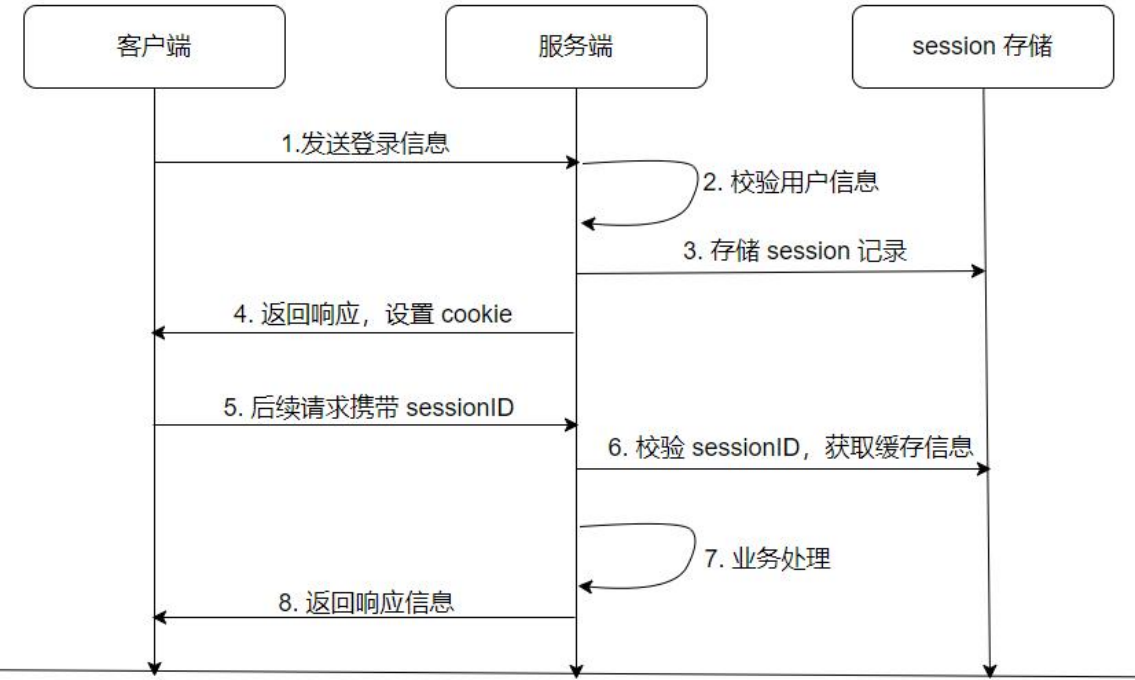 客户端
服务端
session 存储
1.发送登录信息
2. 校验用户信息
3. 存储 session 记录
4. 返回响应，设置 cookie
5. 后续请求携带 sessionID
6. 校验 sessionID，获取缓存信息
7. 业务处理
8. 返回响应信息